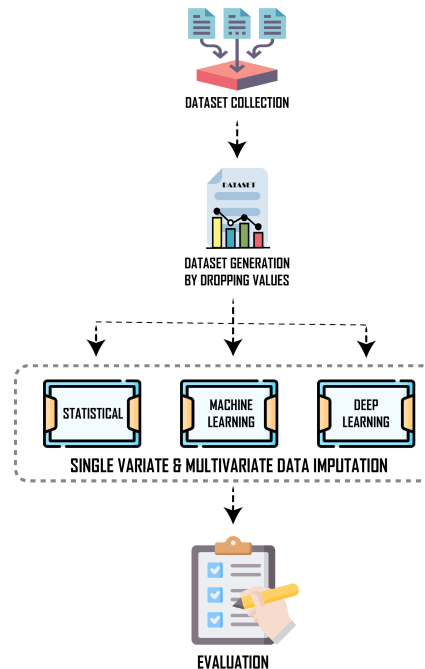 DATASET COLLECTION
DATASET
DATASET GENERATION
BY DROPPING VALUES
STATISTICAL
MACHINE
LEARNING
DEEP
LEARNING
SINGLE VARIATE & MULTIVARIATE DATA IMPUTATION
EVALUATION